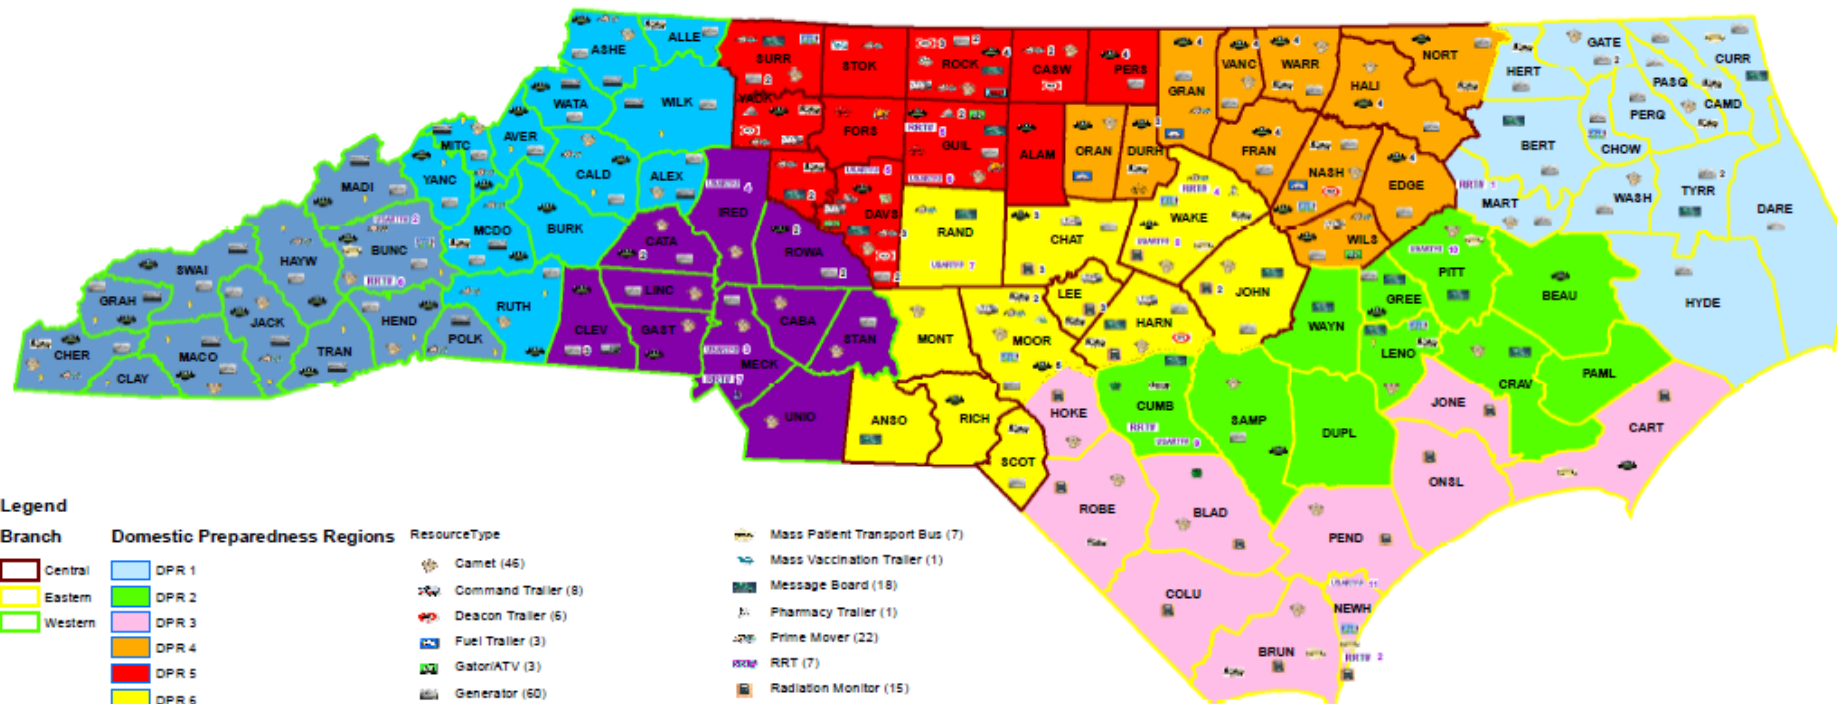 ASHE
ALLE
SURR
STOK
ROCK
CASW
PERS
GRAN
VANC
WARR
NORT
HALI
HERT
GATE
CURR
PASQ
CAMD
PERQ
CHOW
BERT
WATA
WILK
YADK
FORS
GUIL
ALAM
ORAN
DURH
FRAN
NASH
EDGE
MART
WASH
TYRR
DARE
MITC
AVER
YANC
CALD
ALEX
IRED
DAVS
RAND
CHAT
WAKE
WILS
PITT
BEAU
HYDE
MADI
BUNC
MCDO
BURK
CATA
ROWA
LEE
JOHN
GREE
WAYN
SWAI
HAYW
GRAH
JACK
HEND
RUTH
LINC
CABA
STAN
MONT
MOOR
HARN
LENO
CRAV
PAML
CHER
MACO
CLAY
TRAN
POLK
CLEV
GAST
MECK
UNIO
ANSO
RICH
SCOT
HOKE
CUMB
SAMP
DUPL
JONE
CART
ROBE
BLAD
PEND
ONSL
COLU
BRUN
NEWH
Legend
Branch
Central
Eastern
Western
Domestic Preparedness Regions
DPR 1
DPR 2
DPR 3
DPR 4
DPR 5
DPR 6
ResourceType
Camet (46)
Command Trailer (8)
Deacon Trailer (6)
Fuel Trailer (3)
Gator/ATV (3)
Generator (60)
Mass Patient Transport Bus (7)
Mass Vaccination Trailer (1)
Message Board (18)
Pharmacy Trailer (1)
Prime Mover (22)
RRT (7)
Radiation Monitor (15)